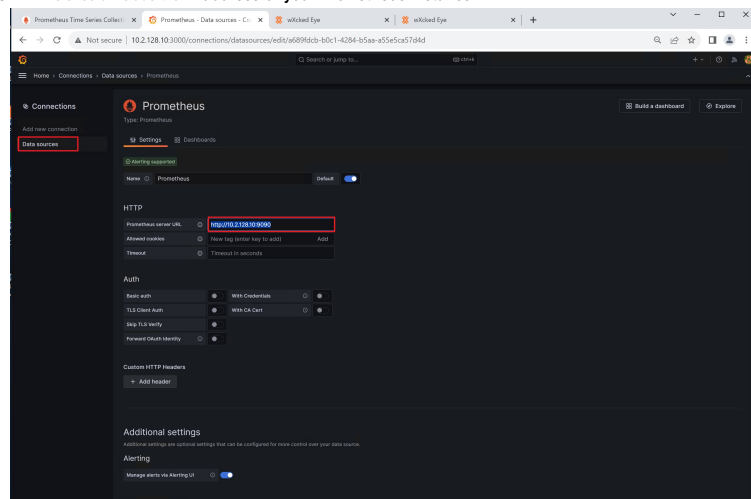 Prometheus Time Series Collecti
Prometheus - Data sources - Co
wXcked Eye
wXcked Eye
Not secure
10.2.128.10:3000/connections/datasources/edit/a689fdcb-b0c1-4284-b5aa-a55e5ca57d4d
Search or jump to...
ctrl+k
Home
Connections
Data sources
Prometheus
Connections
Add new connection
Data sources
Prometheus
Type: Prometheus
Build a dashboard
Explore
Settings
Dashboards
Alerting supported
Name
Prometheus
Default
HTTP
Prometheus server URL
http://10.2.128.10:9090
Allowed cookies
New tag (enter key to add)
Add
Timeout
Timeout in seconds
Auth
Basic auth
With Credentials
TLS Client Auth
With CA Cert
Skip TLS Verify
Forward OAuth Identity
Custom HTTP Headers
+ Add header
Additional settings
Additional settings are optional settings that can be configured for more control over your data source.
Alerting
Manage alerts via Alerting UI